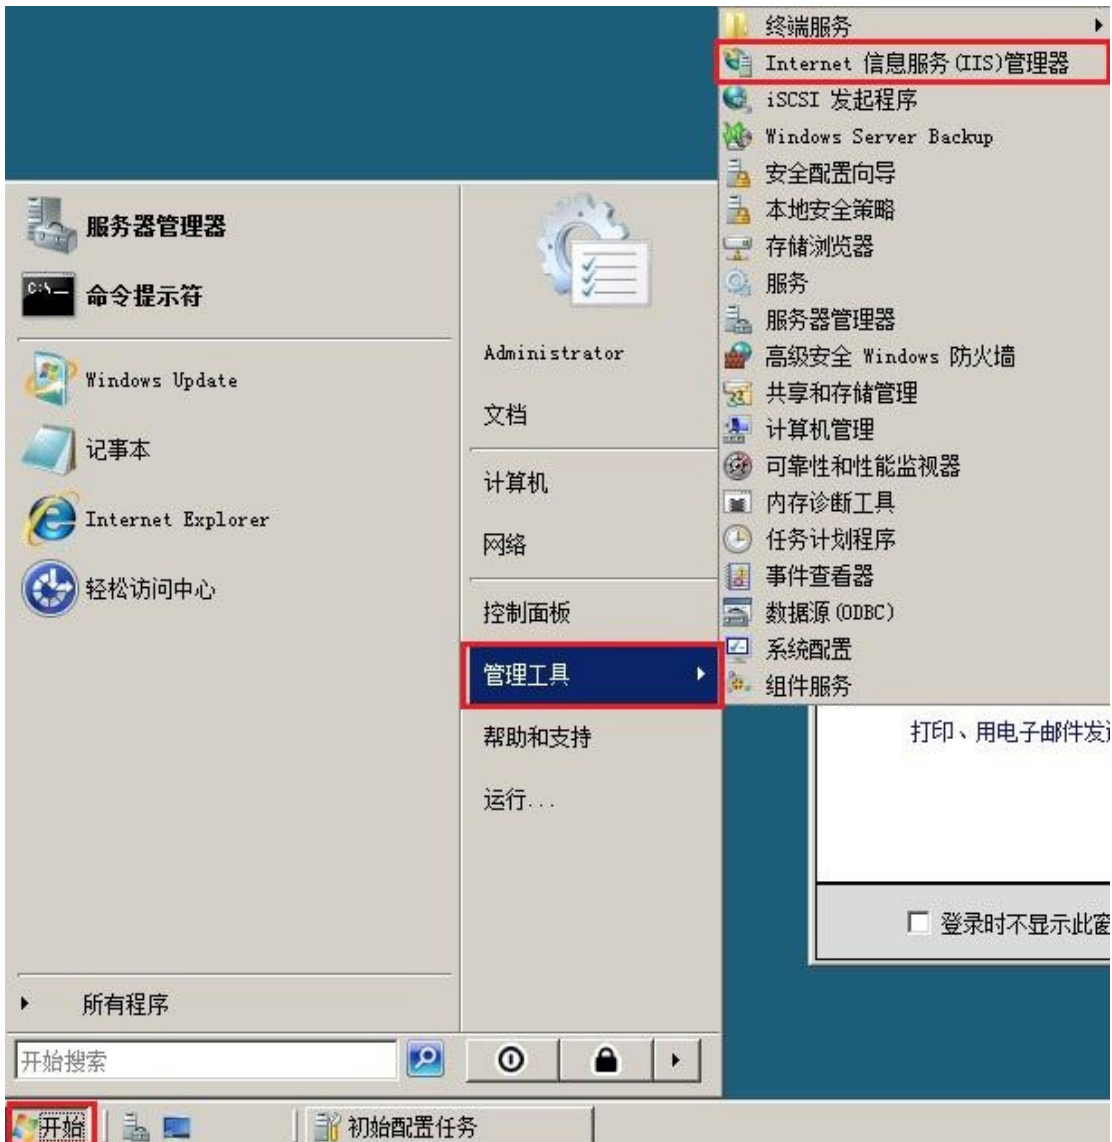 终端服务
Internet 信息服务(IIS)管理器
iSCSI 发起程序
Windows Server Backup
安全配置向导
本地安全策略
存储浏览器
服务
服务器管理器
高级安全 Windows 防火墙
共享和存储管理
计算机管理
可靠性和性能监视器
内存诊断工具
任务计划程序
事件查看器
数据源(ODBC)
系统配置
组件服务
服务器管理器
C:\
命令提示符
Windows Update
记事本
Internet Explorer
轻松访问中心
所有程序
开始搜索
Administrator
文档
计算机
网络
控制面板
管理工具
帮助和支持
运行...
打印、用电子邮件发
登录时不显示此窗
开始
初始配置任务